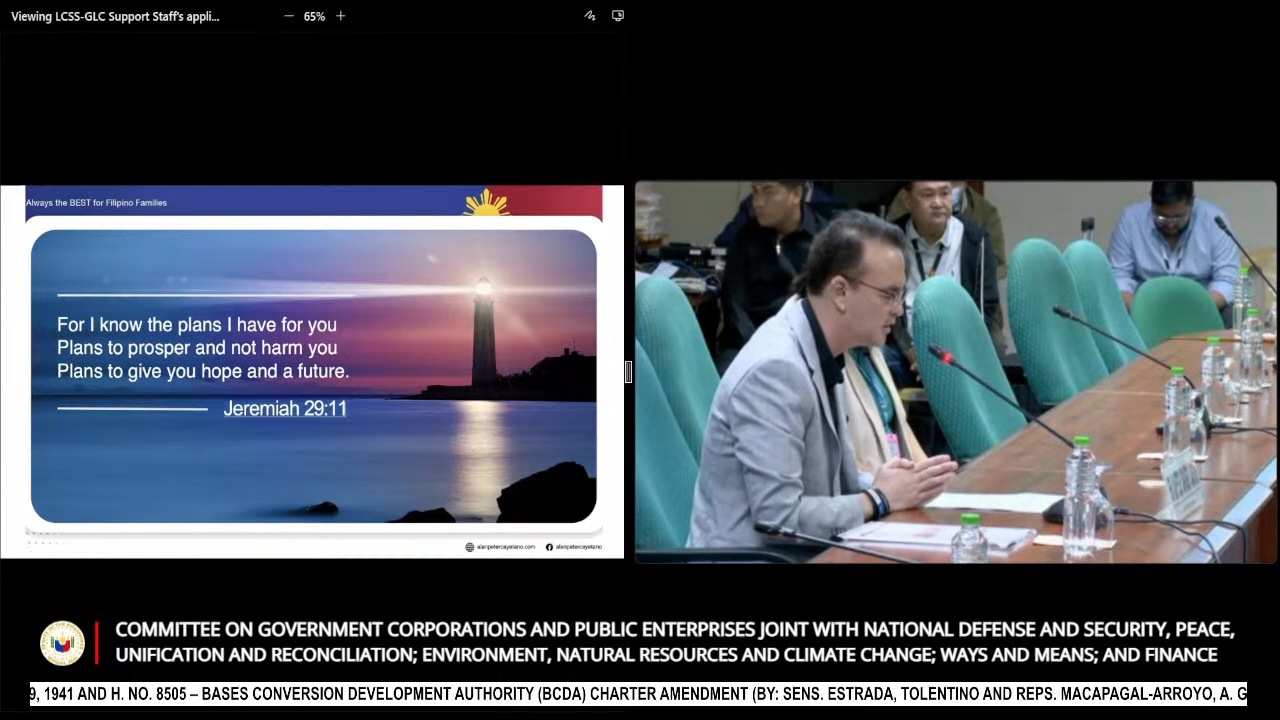 Viewing LCSS-GLC Support Staff's appli...
65%
Always the BEST for Filipino Families
For I know the plans I have for you
Plans to prosper and not harm you
Plans to give you hope and a future.
Jeremiah 29:11
alanpetercayetano.com
alanpetercayetano
COMMITTEE ON GOVERNMENT CORPORATIONS AND PUBLIC ENTERPRISES JOINT WITH NATIONAL DEFENSE AND SECURITY, PEACE,
UNIFICATION AND RECONCILIATION; ENVIRONMENT, NATURAL RESOURCES AND CLIMATE CHANGE; WAYS AND MEANS; AND FINANCE
9, 1941 AND H. NO. 8505 – BASES CONVERSION DEVELOPMENT AUTHORITY (BCDA) CHARTER AMENDMENT (BY: SENS. ESTRADA, TOLENTINO AND REPS. MACAPAGAL-ARROYO, A. G